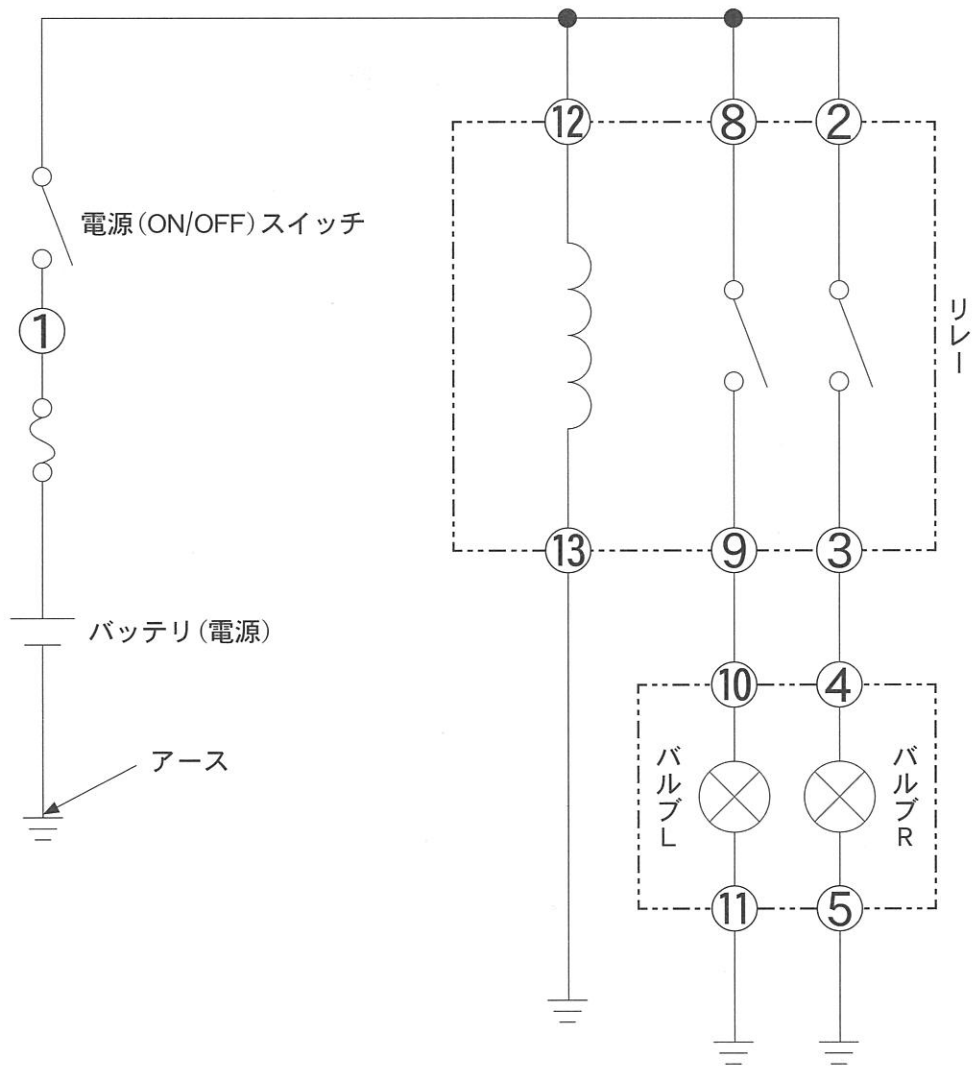 ⑫ ⑧ ②
電源(ON/OFF)スイッチ
①
リレー
⑬ ⑨ ③
バッテリ(電源)
⑩ ④
アース
バルブL
バルブR
⑪ ⑤